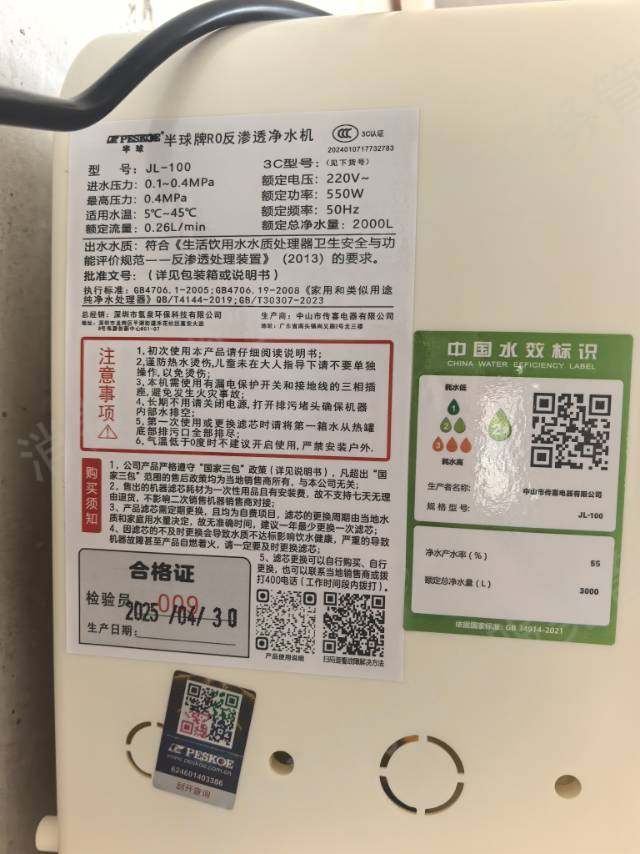 PESKOE 半球 半球牌RO反渗透净水机
3C认证
2024010717732783
型 号: JL-100
3C型号:(见下货号)
进水压力: 0.1~0.4MPa
额定电压: 220V~
最高压力: 0.4MPa
额定功率: 550W
适用水温: 5℃~45℃
额定频率: 50Hz
额定流量: 0.26L/min
额定总净水量: 2000L
出水水质: 符合《生活饮用水水质处理器卫生安全与功
能评价规范——反渗透处理装置》(2013) 的要求。
批准文号: (详见包装箱或说明书)
执行标准: GB4706.1-2005;GB4706.19-2008《家用和类似用途
纯净水处理器》QB/T4144-2019;GB/T30307-2023
总经销: 深圳市氢泉环保科技有限公司
生产商: 中山市传喜电器有限公司
注意事项
1,初次使用本产品请仔细阅读说明书;
2,谨防热水烫伤,儿童未在大人指导下请不要单独
操作,以免烫伤;
3,本机需使用有漏电保护开关和接地线的三相插
座,避免发生火灾事故;
4,长期不用请关闭电源,打开排污堵头确保机器
内部水排空;
5,第一次使用或更换滤芯时请将第一箱水从热罐
底部排污口全部排尽;
6,气温低于0度时不建议开启使用,严禁安装户外.
购买须知
1、公司产品严格遵守"国家三包"政策(详见说明书),凡超出"国
家三包"范围的售后政策均为当地销售商所有,与本公司无关;
2、售出的机器滤芯耗材为一次性用品且有安装费,故不支持七天无理
由退货,不影响二次销售机器销售商对接;
3、产品滤芯需定期更换,且均为自费项目,滤芯的更换周期由当地水
质和家庭用水量决定,故无准确时间,建议一年最少更换一次滤芯;
4、因滤芯的不及时更换会导致水质不达标影响饮水健康,严重的导致
机器故障甚至产品自燃着火,请一定要及时更换滤芯;
5、滤芯更换可以自行购买、自行
更换,也可以联系当地销售商或拨
打400电话(工作时间段内拨打).
合格证
检验员: 009
2025/04/30
生产日期:
产品使用说明
扫码查看故障解决方法
PESKOE
www.peskoe.com.cn
624601403386
刮开查询
中国水效标识
CHINA WATER EFFICIENCY LABEL
耗水低
1
2
2
3
3
3
耗水高
2
生产者名称: 中山市传喜电器有限公司
规格型号: JL-100
净水产水率(%) 55
额定总净水量(L) 3000
依据国家标准: GB 34914-2021